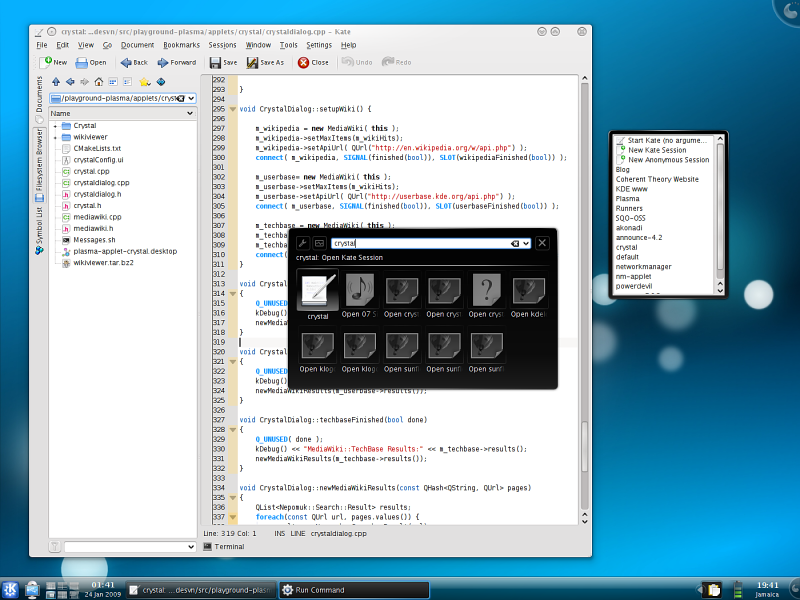 crystal: ...desvn/src/playground-plasma/applets/crystal/crystaldialog.cpp – Kate
File Edit View Go Document Bookmarks Sessions Window Tools Settings Help
New Open Back Forward Save Save As Close Undo Redo
Documents
Filesystem Browser
Symbol List
/playground-plasma/applets/cryst
Name
Crystal
wikiviewer
CMakeLists.txt
crystalConfig.ui
crystal.cpp
crystaldialog.cpp
crystaldialog.h
crystal.h
mediawiki.cpp
mediawiki.h
Messages.sh
plasma-applet-crystal.desktop
wikiviewer.tar.bz2
292
293 }
294
295 void CrystalDialog::setupWiki() {
296
297 m_wikipedia = new MediaWiki( this );
298 m_wikipedia->setMaxItems(m_wikiHits);
299 m_wikipedia->setApiUrl( QUrl("http://en.wikipedia.org/w/api.php") );
300 connect( m_wikipedia, SIGNAL(finished(bool)), SLOT(wikipediaFinished(bool)) );
301
302 m_userbase= new MediaWiki( this );
303 m_userbase->setMaxItems(m_wikiHits);
304 m_userbase->setApiUrl( QUrl("http://userbase.kde.org/api.php") );
305 connect( m_userbase, SIGNAL(finished(bool)), SLOT(userbaseFinished(bool)) );
306
307 m_techbase = new MediaWiki( this );
308 m_techba
309 m_techba
310 connect(
311 }
312
313 void Crystal
314 {
315 Q_UNUSED
316 kDebug()
317 newMedia
318 }
319
320 void Crystal
321 {
322 Q_UNUSED
323 kDebug()
324 newMediaWikiResults(m_userbase->results());
325 }
326
327 void CrystalDialog::techbaseFinished(bool done)
328 {
329 Q_UNUSED( done );
330 kDebug() << "MediaWiki::TechBase Results:" << m_techbase->results();
331 newMediaWikiResults(m_techbase->results());
332 }
333
334 void CrystalDialog::newMediaWikiResults(const QHash<QString, QUrl> pages)
335 {
336 QList<Nepomuk::Search::Result> results;
337 foreach(const QUrl url, pages.values()) {
Line: 319 Col: 1 INS LINE crystaldialog.cpp
Terminal
crystal
crystal: Open Kate Session
crystal Open 07 S Open crys Open crys Open crys Open kdel
Open klog Open klog Open sunf Open sunf Open sunf
Start Kate (no argume...
New Kate Session
New Anonymous Session
Blog
Coherent Theory Website
KDE www
Plasma
Runners
SQO-OSS
akonadi
announce-4.2
crystal
default
networkmanager
nm-applet
powerdevil
01:41
24 Jan 2009
crystal: ...desvn/src/playground-plasm
Run Command
19:41
Jamaica